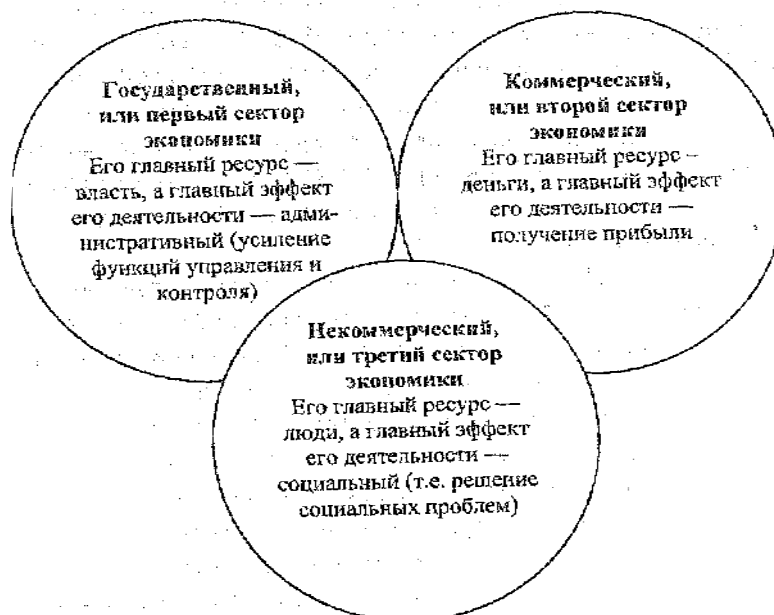 Государственный,
или первый сектор
экономики
Его главный ресурс —
власть, а главный эффект
его деятельности — адми-
нистративный (усиление
функций управления и
контроля)
Коммерческий,
или второй сектор
экономики
Его главный ресурс –
деньги, а главный эффект
его деятельности —
получение прибыли
Некоммерческий,
или третий сектор
экономики
Его главный ресурс —
люди, а главный эффект
его деятельности —
социальный (т.е. решение
социальных проблем)